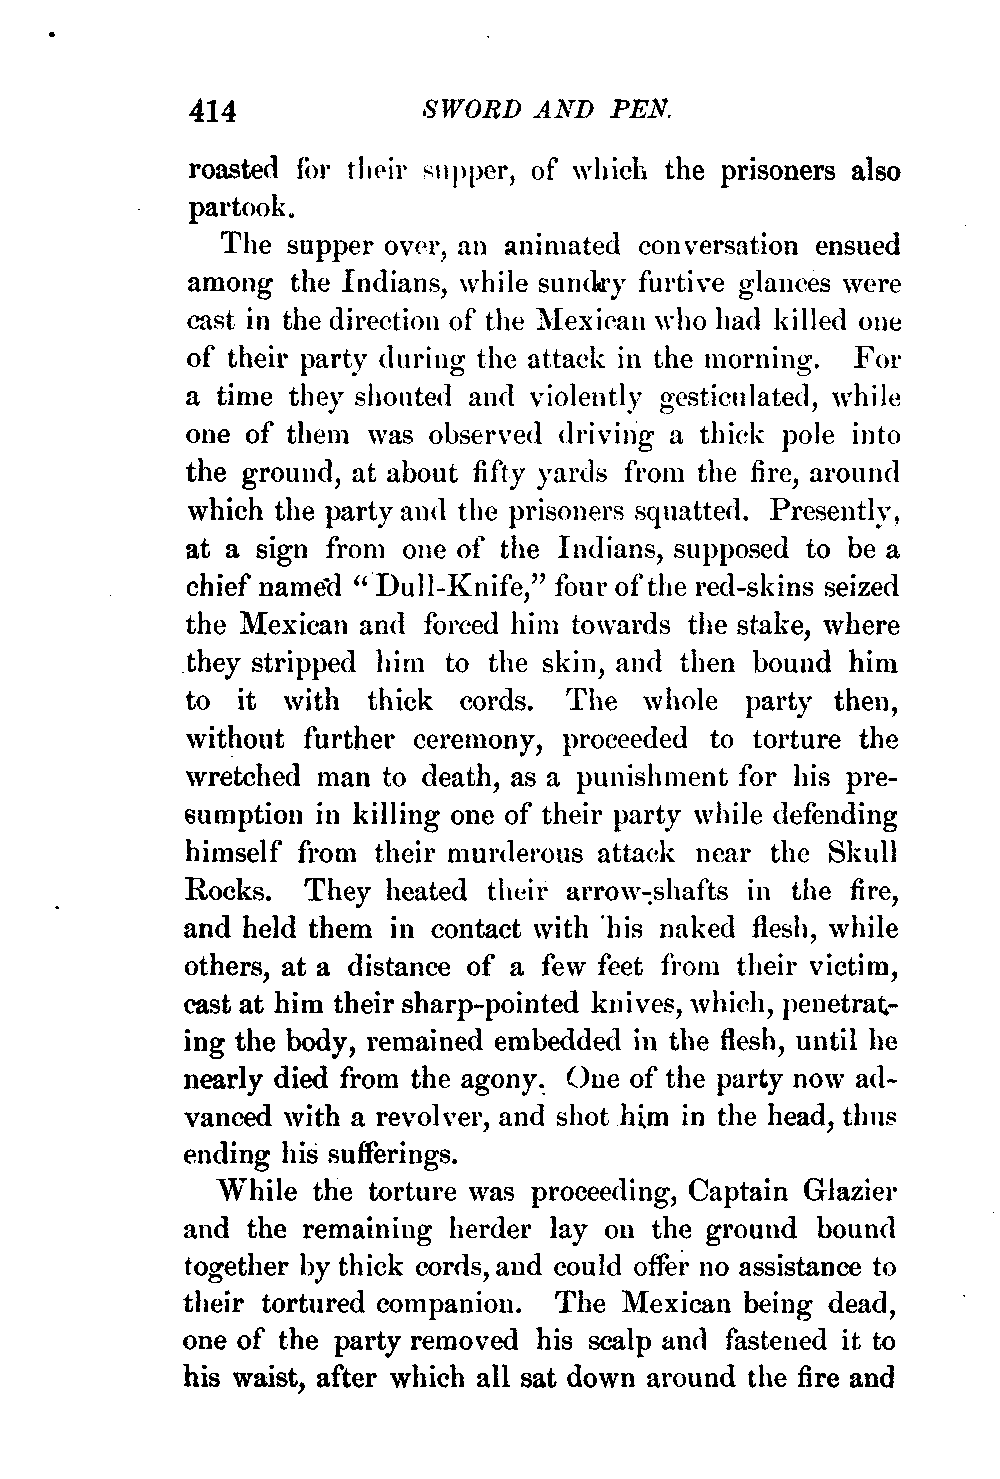 414 SWORD AND PEN.
roasted for their supper, of which the prisoners also
partook.
The supper over, an animated conversation ensued
among the Indians, while sundry furtive glances were
cast in the direction of the Mexican who had killed one
of their party during the attack in the morning. For
a time they shouted and violently gesticulated, while
one of them was observed driving a thick pole into
the ground, at about fifty yards from the fire, around
which the party and the prisoners squatted. Presently,
at a sign from one of the Indians, supposed to be a
chief named “Dull-Knife,” four of the red-skins seized
the Mexican and forced him towards the stake, where
they stripped him to the skin, and then bound him
to it with thick cords. The whole party then,
without further ceremony, proceeded to torture the
wretched man to death, as a punishment for his pre-
sumption in killing one of their party while defending
himself from their murderous attack near the Skull
Rocks. They heated their arrow-shafts in the fire,
and held them in contact with his naked flesh, while
others, at a distance of a few feet from their victim,
cast at him their sharp-pointed knives, which, penetrat-
ing the body, remained embedded in the flesh, until he
nearly died from the agony. One of the party now ad-
vanced with a revolver, and shot him in the head, thus
ending his sufferings.
While the torture was proceeding, Captain Glazier
and the remaining herder lay on the ground bound
together by thick cords, and could offer no assistance to
their tortured companion. The Mexican being dead,
one of the party removed his scalp and fastened it to
his waist, after which all sat down around the fire and